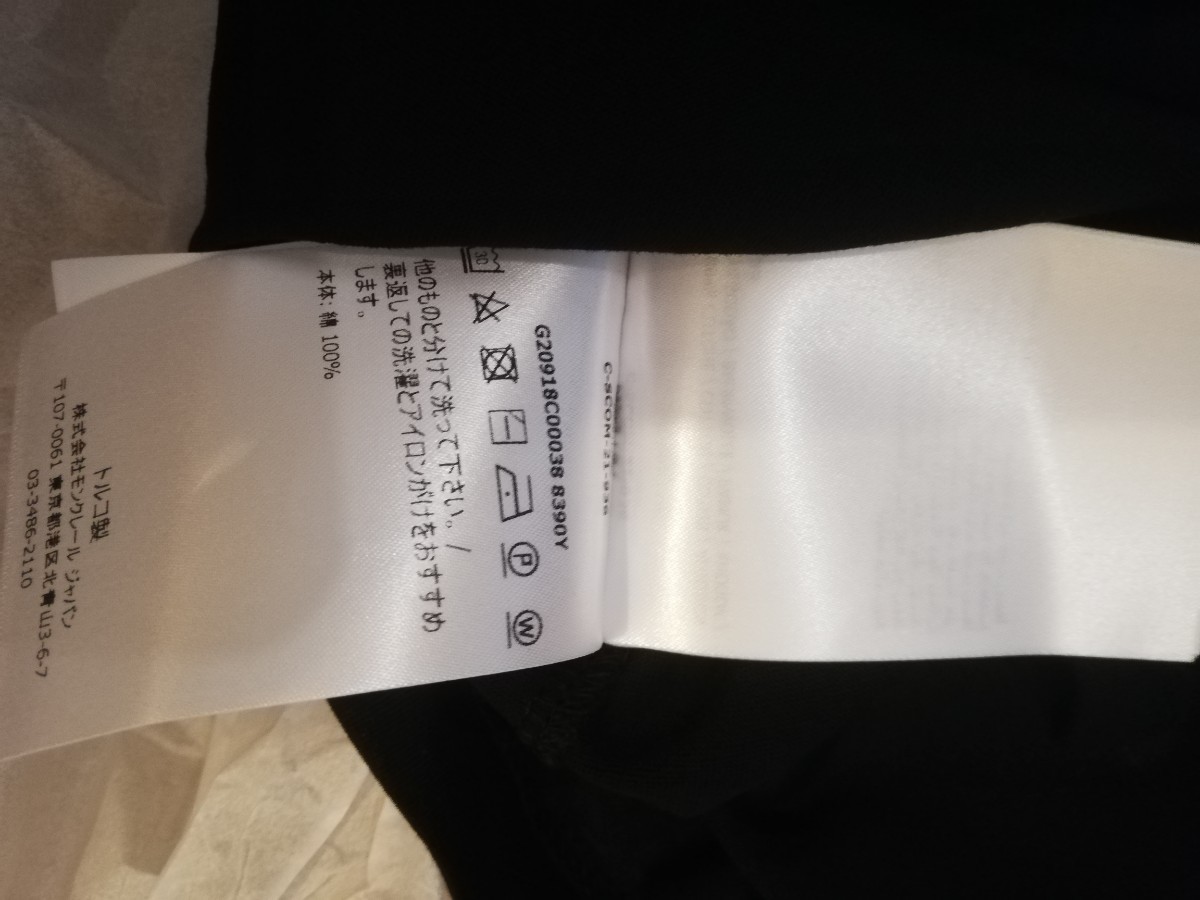 G20918C00038 8390Y
30
P
W
他のものと分けて洗って下さい。/
裏返しての洗濯とアイロンがけをおすすめ
します。
本体: 綿 100%
トルコ製
株式会社モンクレール ジャパン
〒107-0061 東京都港区北青山3-6-7
03-3486-2110